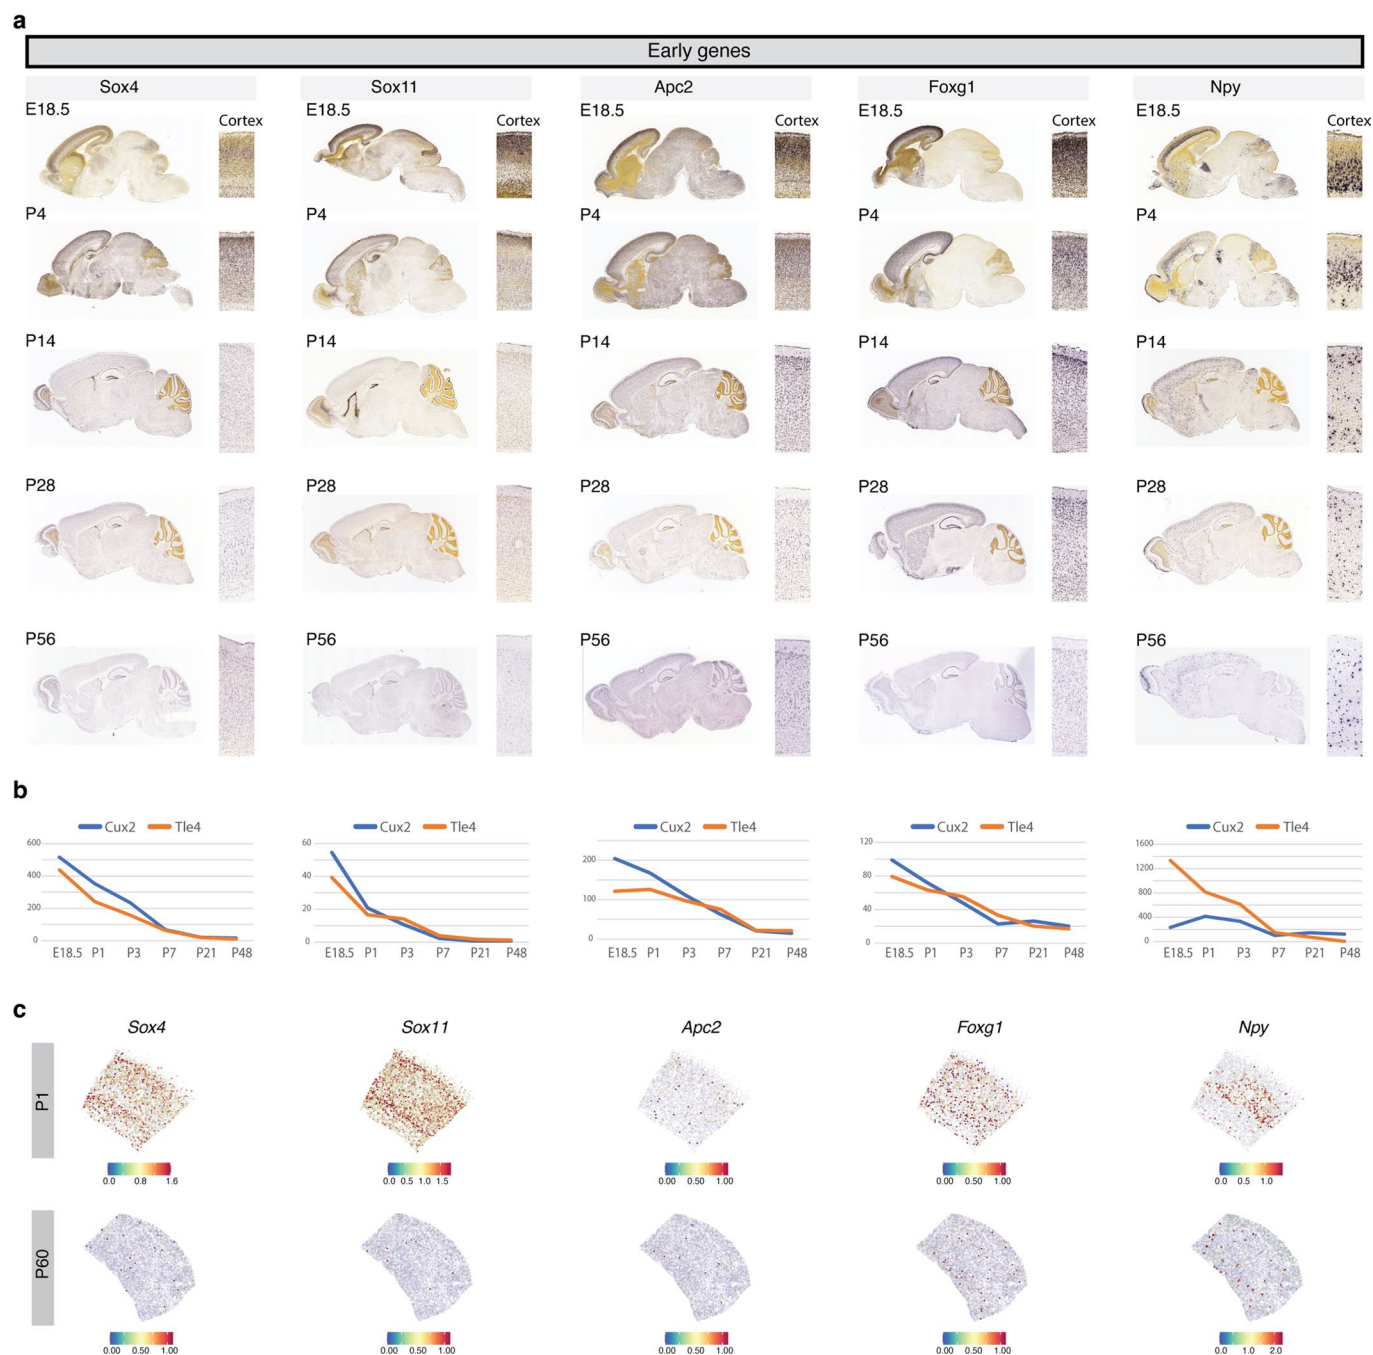 a
Early genes
Sox4 Sox11 Apc2 Foxg1 Npy
E18.5 E18.5 E18.5 E18.5 E18.5
Cortex Cortex Cortex Cortex Cortex
P4 P4 P4 P4 P4
P14 P14 P14 P14 P14
P28 P28 P28 P28 P28
P56 P56 P56 P56 P56
b
Cux2 Tle4 Cux2 Tle4 Cux2 Tle4 Cux2 Tle4 Cux2 Tle4
600 60 120 1600
200 1200
400 40 80
800
100
200 20 40 400
0 0 0 0 0
E18.5 P1 P3 P7 P21 P48 E18.5 P1 P3 P7 P21 P48 E18.5 P1 P3 P7 P21 P48 E18.5 P1 P3 P7 P21 P48 E18.5 P1 P3 P7 P21 P48
c
Sox4 Sox11 Apc2 Foxg1 Npy
P1
0.0 0.8 1.6 0.0 0.5 1.0 1.5 0.00 0.50 1.00 0.00 0.50 1.00 0.0 0.5 1.0
P60
0.00 0.50 1.00 0.00 0.50 1.00 0.00 0.50 1.00 0.00 0.50 1.00 0.0 1.0 2.0